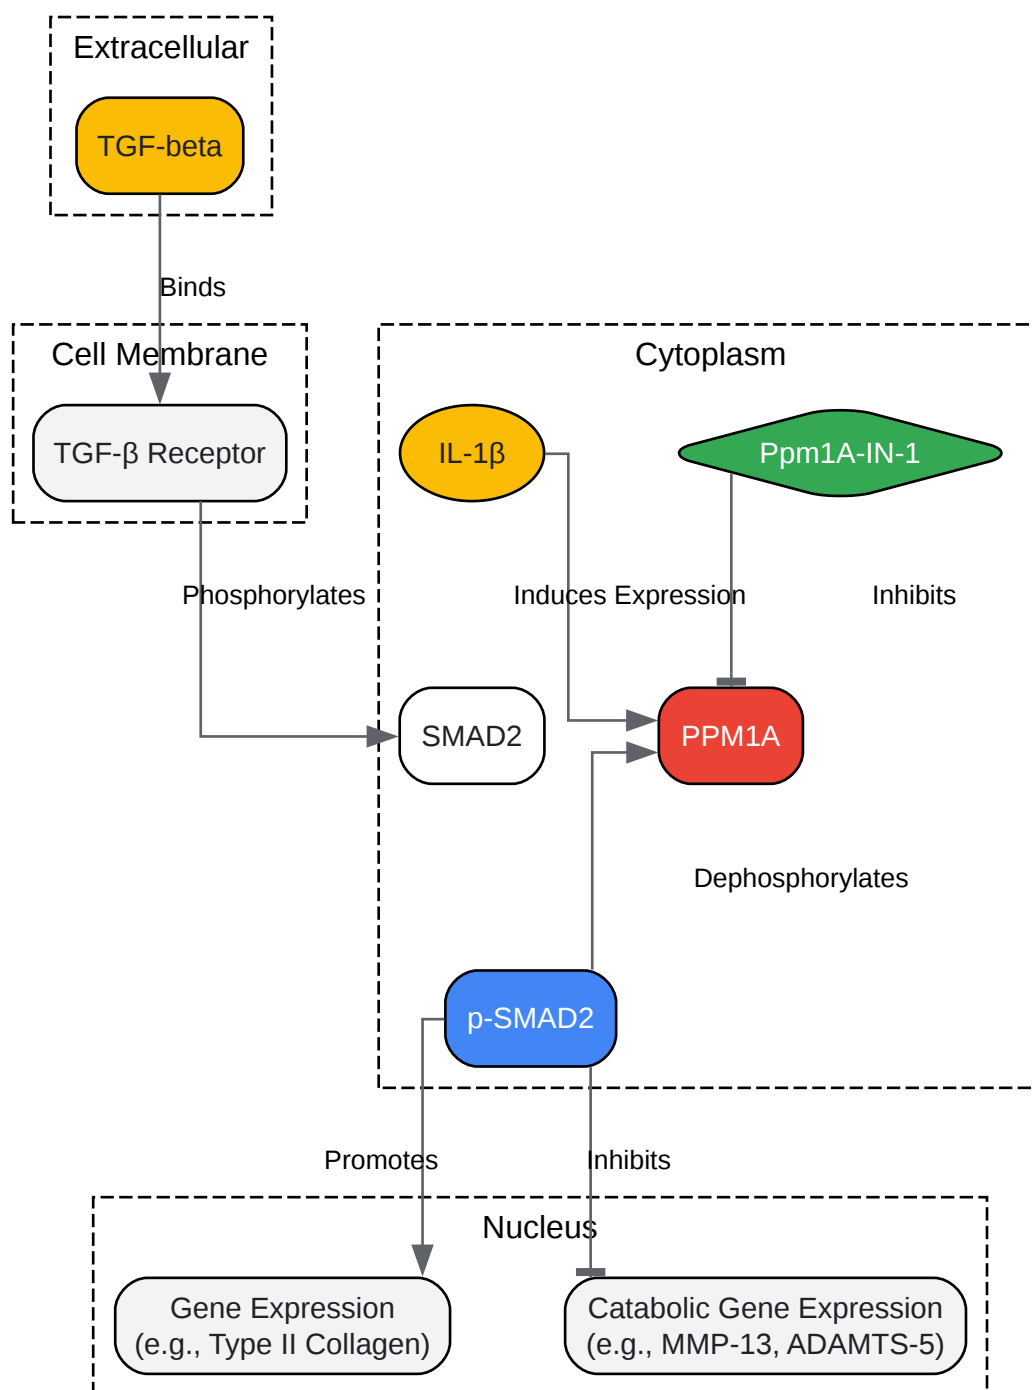 Extracellular
TGF-beta
Binds
Cell Membrane
TGF-β Receptor
Cytoplasm
IL-1β
Ppm1A-IN-1
Phosphorylates
Induces Expression
Inhibits
SMAD2
PPM1A
Dephosphorylates
p-SMAD2
Promotes
Inhibits
Nucleus
Gene Expression
(e.g., Type II Collagen)
Catabolic Gene Expression
(e.g., MMP-13, ADAMTS-5)